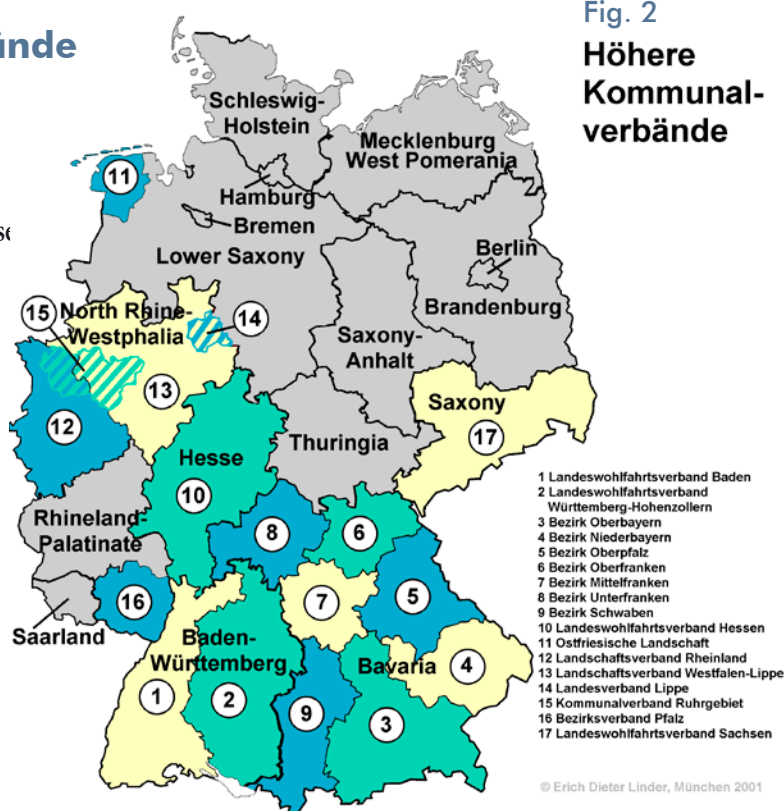 ünde
Fig. 2
Höhere
Kommunal-
verbände
Schleswig-
Holstein
Mecklenburg
West Pomerania
11
Hamburg
Bremen
Lower Saxony
Berlin
Brandenburg
15
North Rhine-
Westphalia
14
Saxony-
Anhalt
13
12
Saxony
17
Thuringia
Hesse
10
Rhineland-
Palatinate
8
6
16
7
5
Saarland
Baden-
Württemberg
Bavaria
4
1
2
9
3
1 Landeswohlfahrtsverband Baden
2 Landeswohlfahrtsverband
Württemberg-Hohenzollern
3 Bezirk Oberbayern
4 Bezirk Niederbayern
5 Bezirk Oberpfalz
6 Bezirk Oberfranken
7 Bezirk Mittelfranken
8 Bezirk Unterfranken
9 Bezirk Schwaben
10 Landeswohlfahrtsverband Hessen
11 Ostfriesische Landschaft
12 Landschaftsverband Rheinland
13 Landschaftsverband Westfalen-Lippe
14 Landesverband Lippe
15 Kommunalverband Ruhrgebiet
16 Bezirksverband Pfalz
17 Landeswohlfahrtsverband Sachsen
© Erich Dieter Linder, München 2001